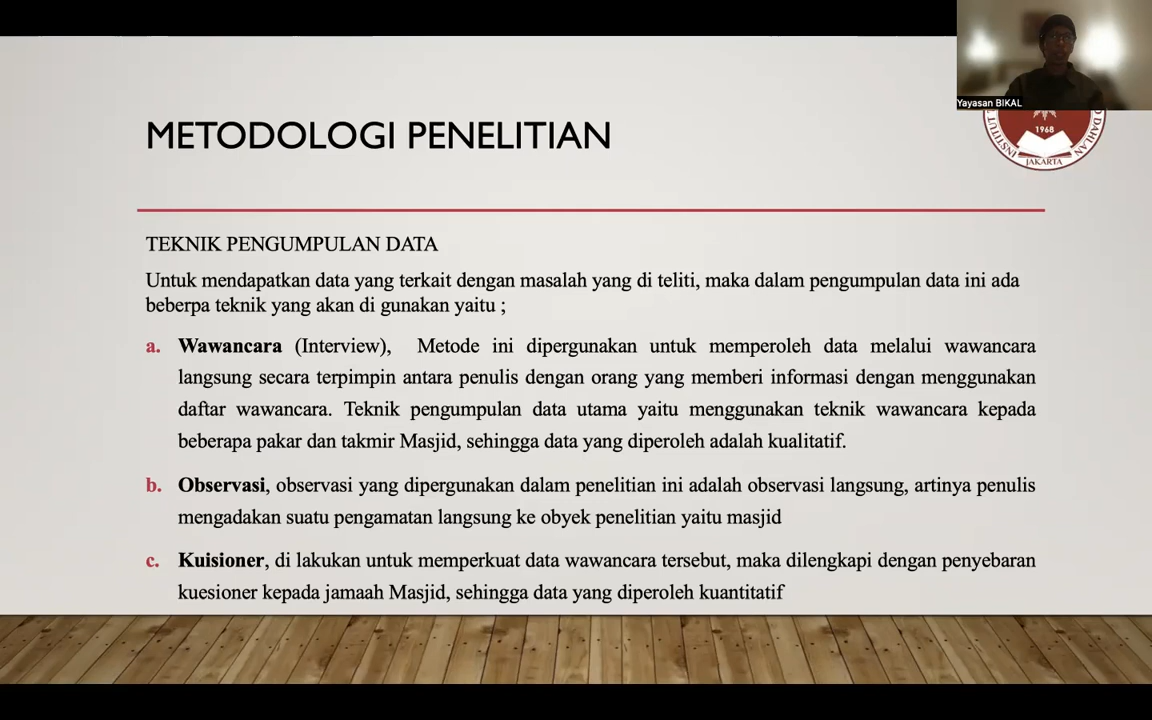 Yayasan BIKAL
METODOLOGI PENELITIAN
INSTITUT
1968
DAHLAN
JAKARTA
TEKNIK PENGUMPULAN DATA
Untuk mendapatkan data yang terkait dengan masalah yang di teliti, maka dalam pengumpulan data ini ada
beberpa teknik yang akan di gunakan yaitu ;
a. Wawancara (Interview), Metode ini dipergunakan untuk memperoleh data melalui wawancara
langsung secara terpimpin antara penulis dengan orang yang memberi informasi dengan menggunakan
daftar wawancara. Teknik pengumpulan data utama yaitu menggunakan teknik wawancara kepada
beberapa pakar dan takmir Masjid, sehingga data yang diperoleh adalah kualitatif.
b. Observasi, observasi yang dipergunakan dalam penelitian ini adalah observasi langsung, artinya penulis
mengadakan suatu pengamatan langsung ke obyek penelitian yaitu masjid
c. Kuisioner, di lakukan untuk memperkuat data wawancara tersebut, maka dilengkapi dengan penyebaran
kuesioner kepada jamaah Masjid, sehingga data yang diperoleh kuantitatif